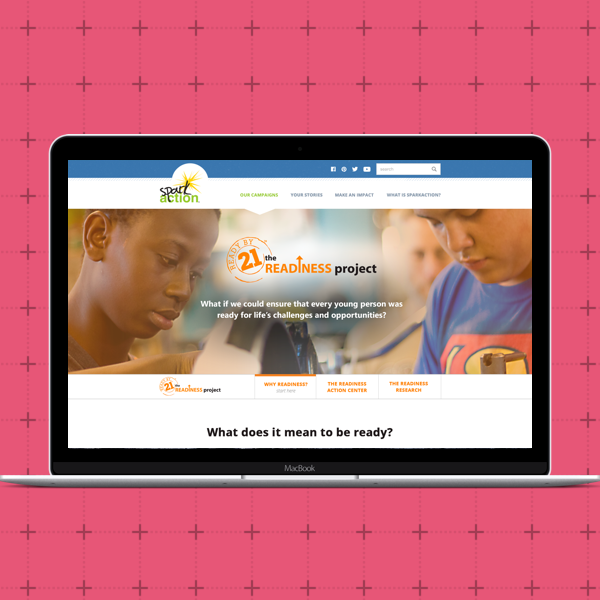 Search
spark
action
OUR CAMPAIGNS
YOUR STORIES
MAKE AN IMPACT
WHAT IS SPARKACTION?
READY BY
21
the
READINESS project
What if we could ensure that every young person was
ready for life's challenges and opportunities?
21 the
READINESS project
WHY READINESS?
start here
THE READINESS
ACTION CENTER
THE READINESS
RESEARCH
What does it mean to be ready?
MacBook